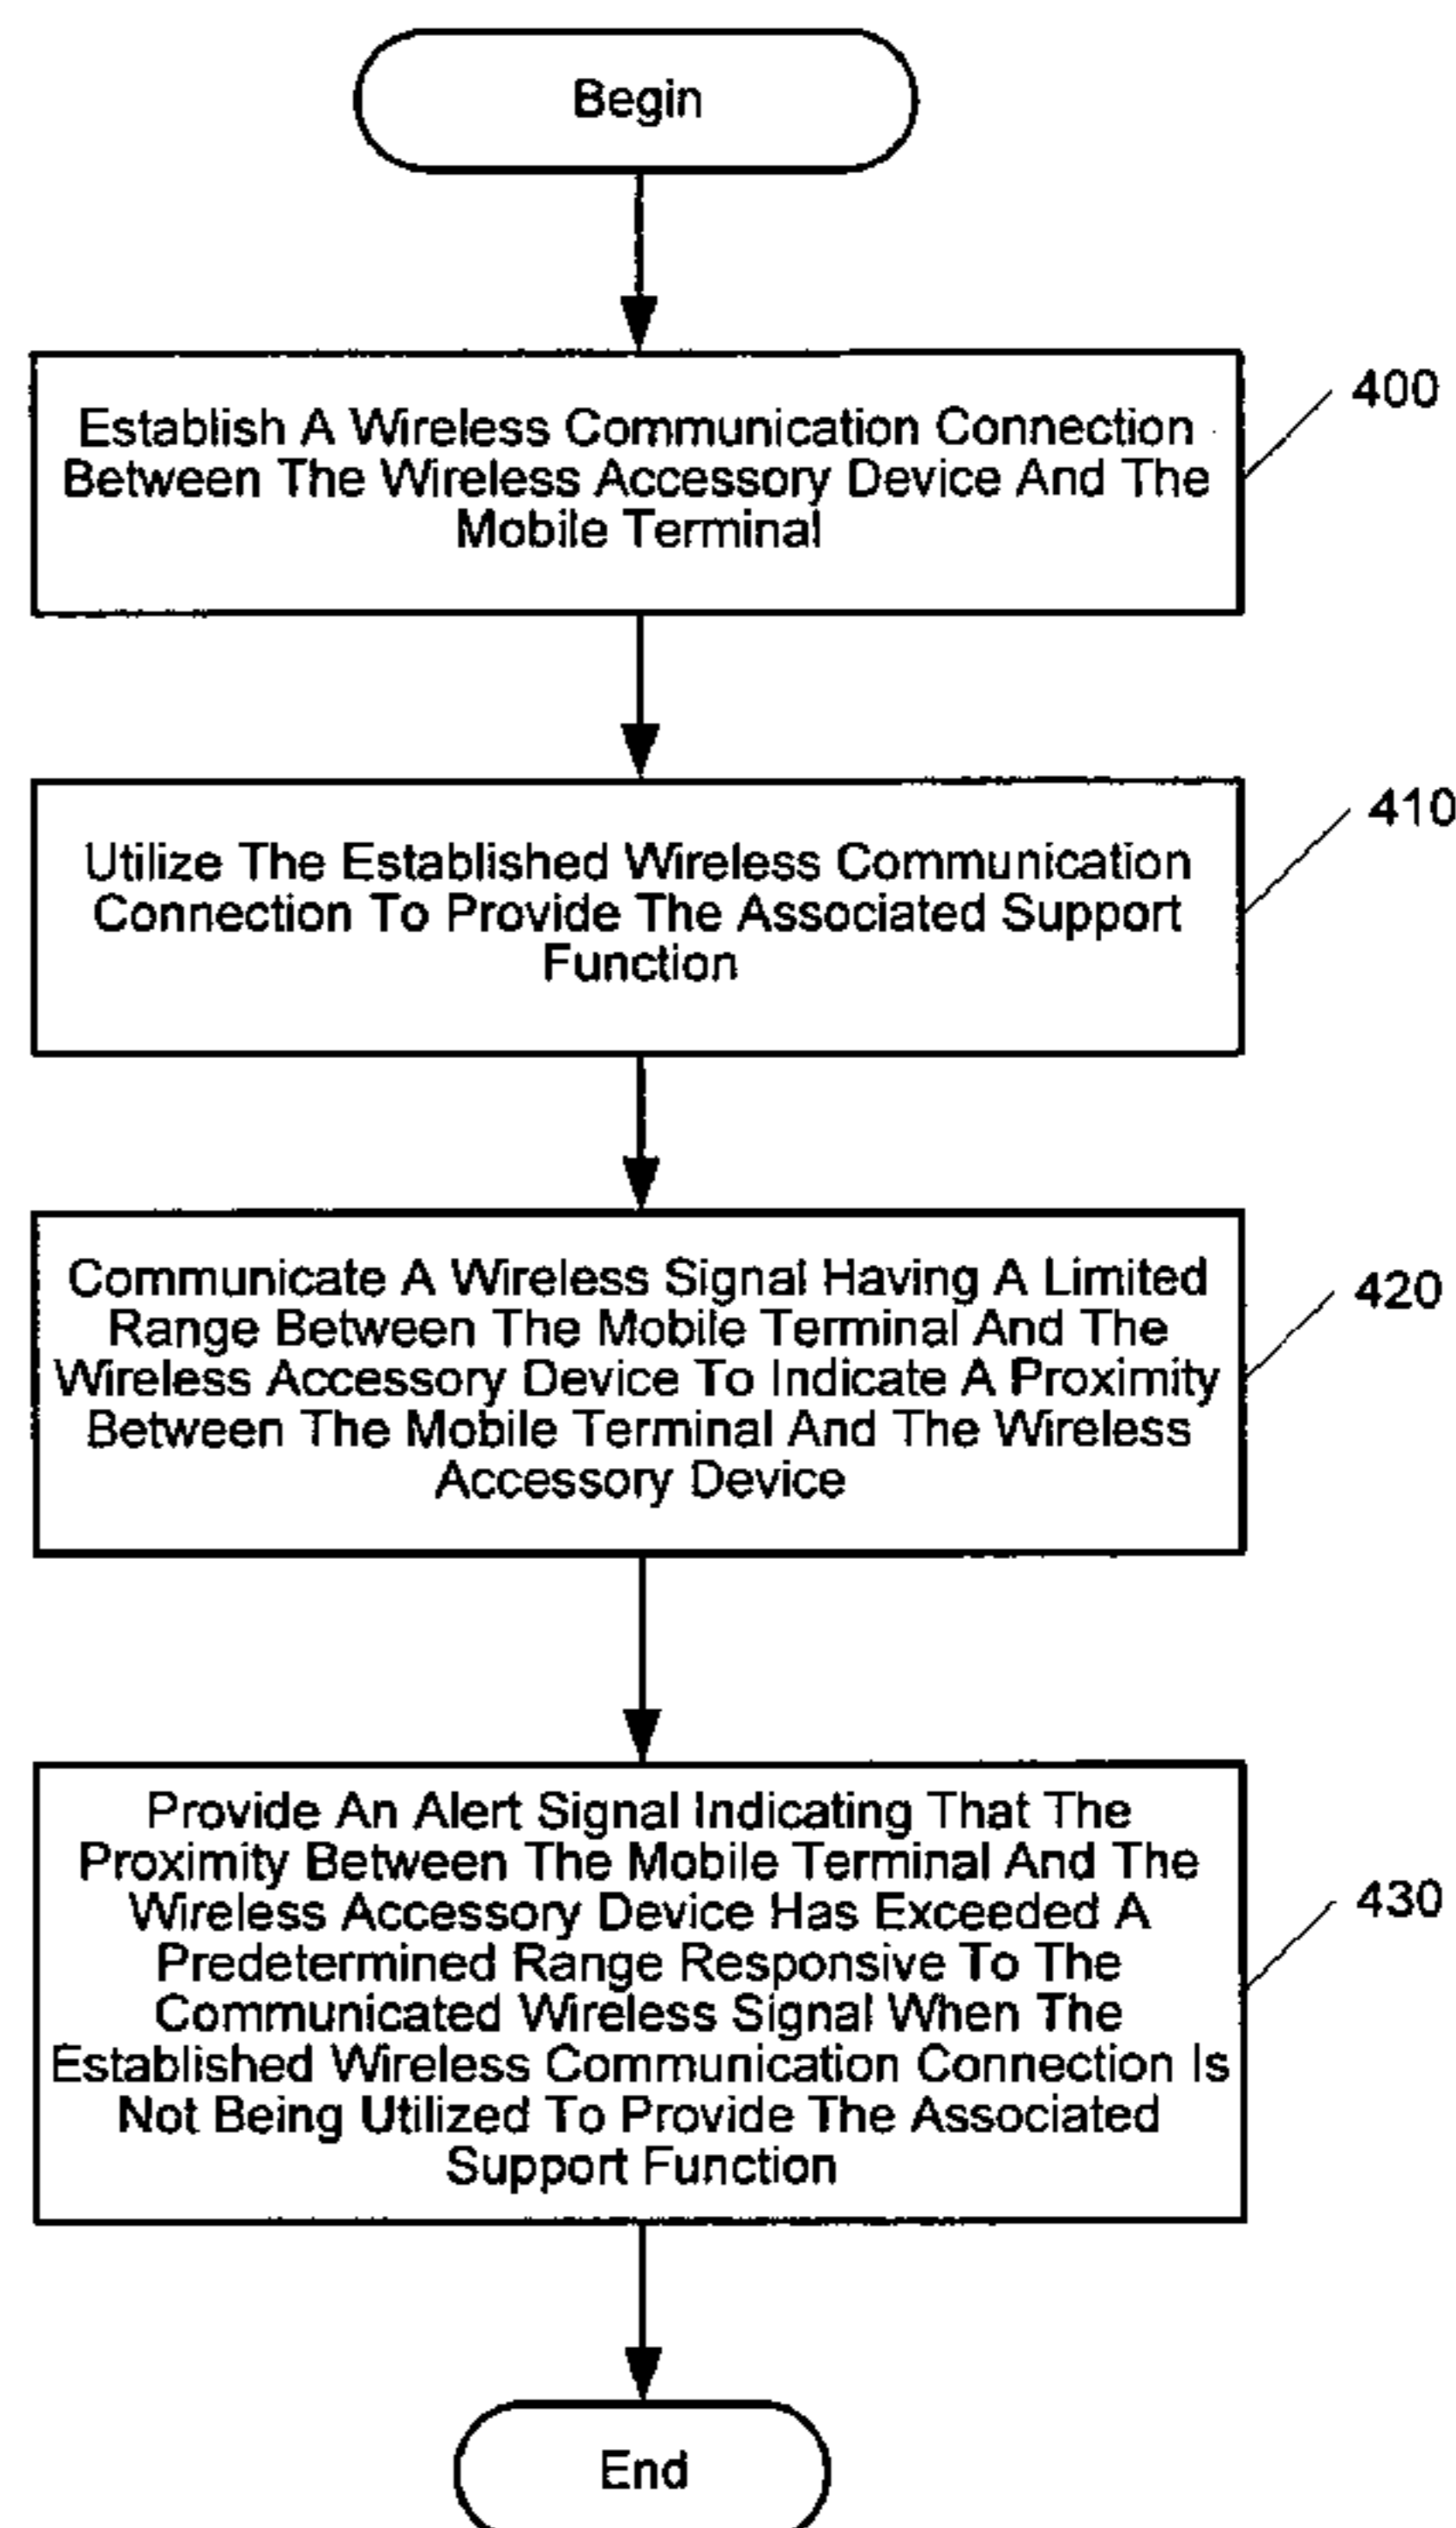 Begin
Establish A Wireless Communication Connection
Between The Wireless Accessory Device And The
Mobile Terminal
400
Utilize The Established Wireless Communication
Connection To Provide The Associated Support
Function
410
Communicate A Wireless Signal Having A Limited
Range Between The Mobile Terminal And The
Wireless Accessory Device To Indicate A Proximity
Between The Mobile Terminal And The Wireless
Accessory Device
420
Provide An Alert Signal Indicating That The
Proximity Between The Mobile Terminal And The
Wireless Accessory Device Has Exceeded A
Predetermined Range Responsive To The
Communicated Wireless Signal When The
Established Wireless Communication Connection Is
Not Being Utilized To Provide The Associated
Support Function
430
End